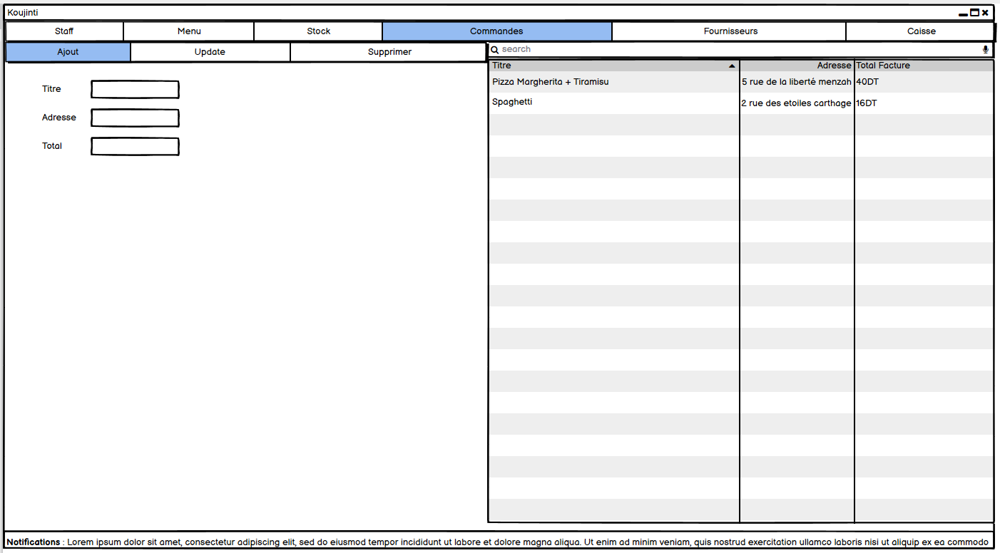 Koujinti
Staff Menu Stock Commandes Fournisseurs Caisse
Ajout Update Supprimer
search
Titre Adresse Total Facture
Pizza Margherita + Tiramisu 5 rue de la liberté menzah 40DT
Spaghetti 2 rue des etoiles carthage 16DT
Titre
Adresse
Total
Notifications : Lorem ipsum dolor sit amet, consectetur adipiscing elit, sed do eiusmod tempor incididunt ut labore et dolore magna aliqua. Ut enim ad minim veniam, quis nostrud exercitation ullamco laboris nisi ut aliquip ex ea commodo